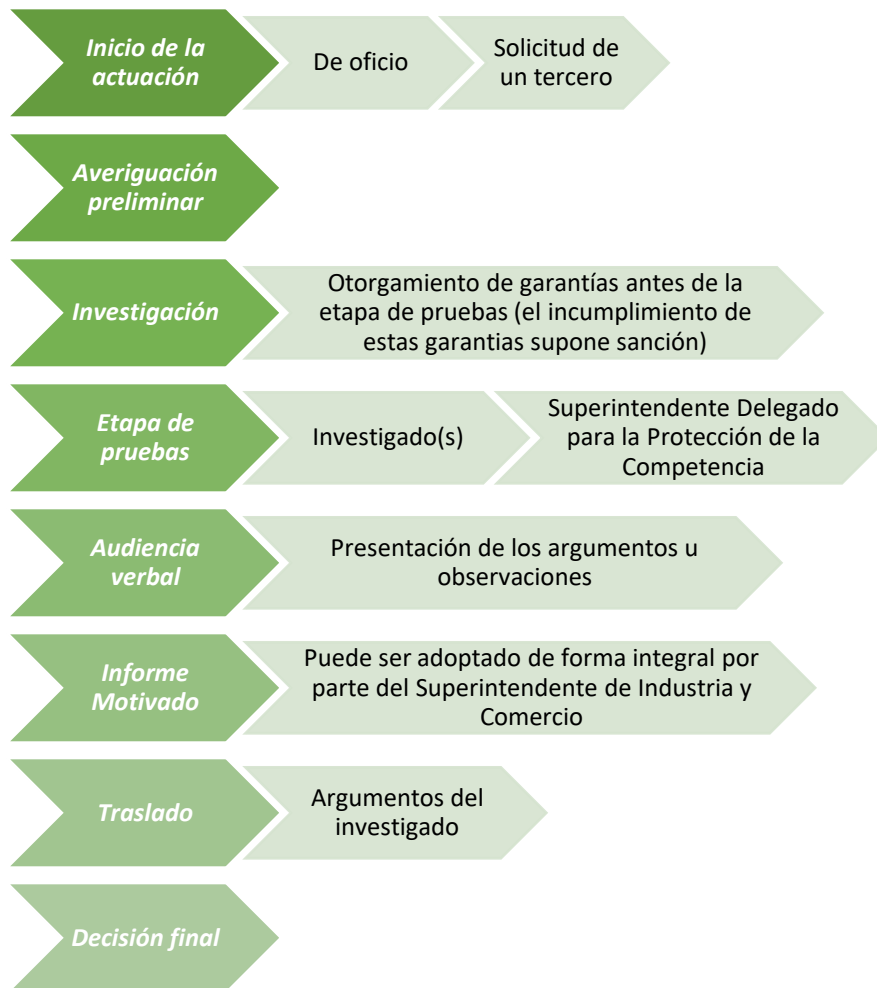 Inicio de la
actuación
De oficio
Solicitud de
un tercero
Averiguación
preliminar
Investigación
Otorgamiento de garantías antes de la
etapa de pruebas (el incumplimiento de
estas garantias supone sanción)
Etapa de
pruebas
Investigado(s)
Superintendente Delegado
para la Protección de la
Competencia
Audiencia
verbal
Presentación de los argumentos u
observaciones
Informe
Motivado
Puede ser adoptado de forma integral por
parte del Superintendente de Industria y
Comercio
Traslado
Argumentos del
investigado
Decisión final